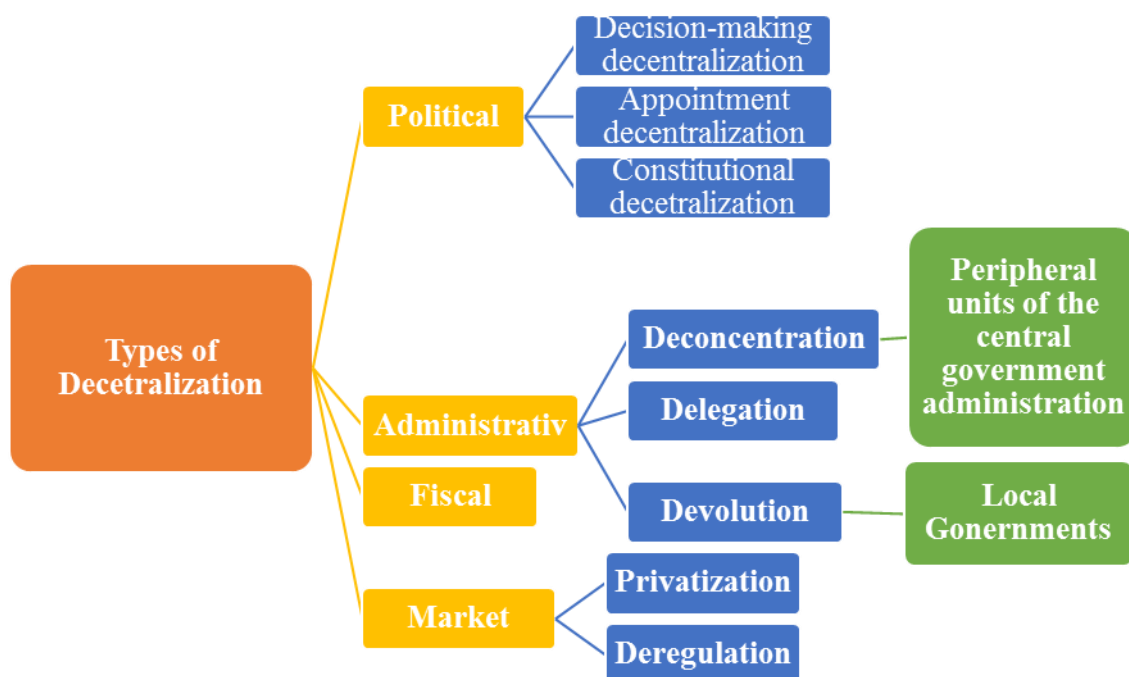 Decision-making
decentralization
Political
Appointment
decentralization
Constitutional
decetralization
Types of
Decetralization
Peripheral
units of the
central
government
administration
Deconcentration
Administrativ
Delegation
Fiscal
Devolution
Local
Gonernments
Market
Privatization
Deregulation